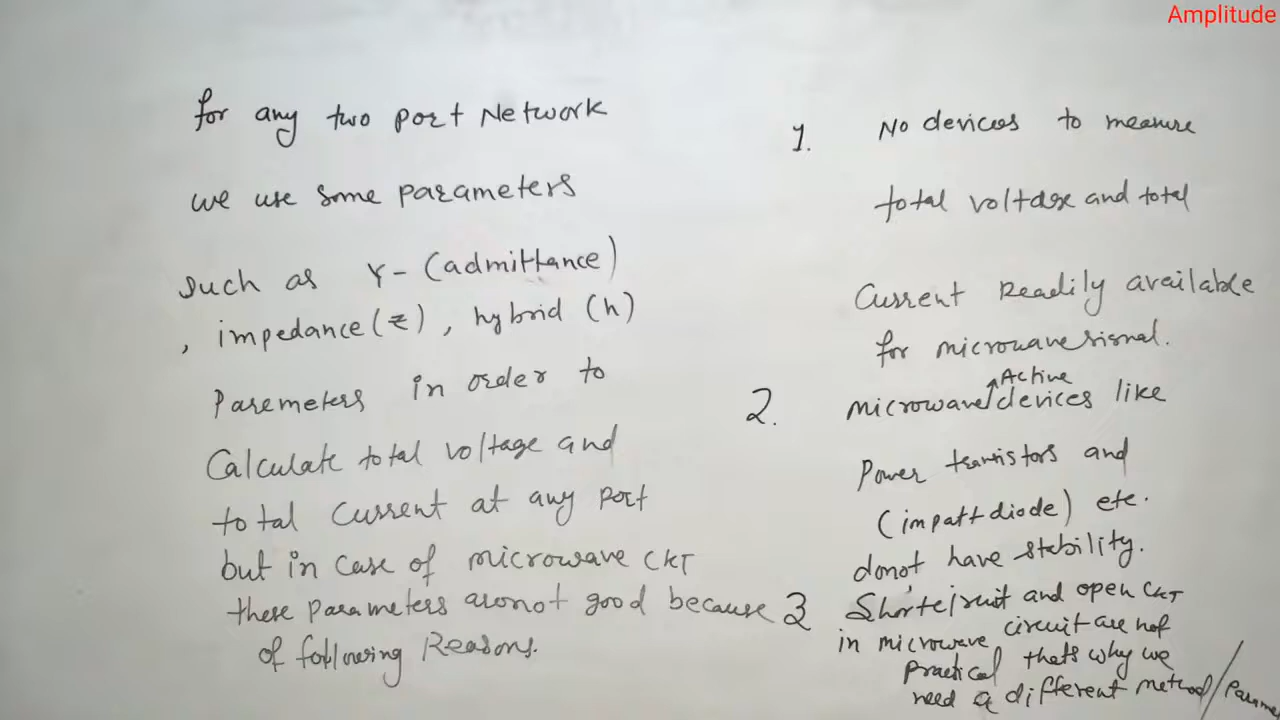 Amplitude
for any two port Network
we use some parameters
such as Y- (admittance)
, impedance(z), hybrid (h)
Paremeters in order to
Calculate total voltage and
total Current at any port
but in case of microwave CKT
these parameters are not good because
of following Reasons.
1. No devices to measure
total voltage and total
Current Readily available
for microwave signal.
Active
2. microwave devices like
Power transistors and
(impatt diode) etc.
donot have stability.
3 Shortcircuit and open CKT
in microwave circuit are not
practical thats why we
need a different method/